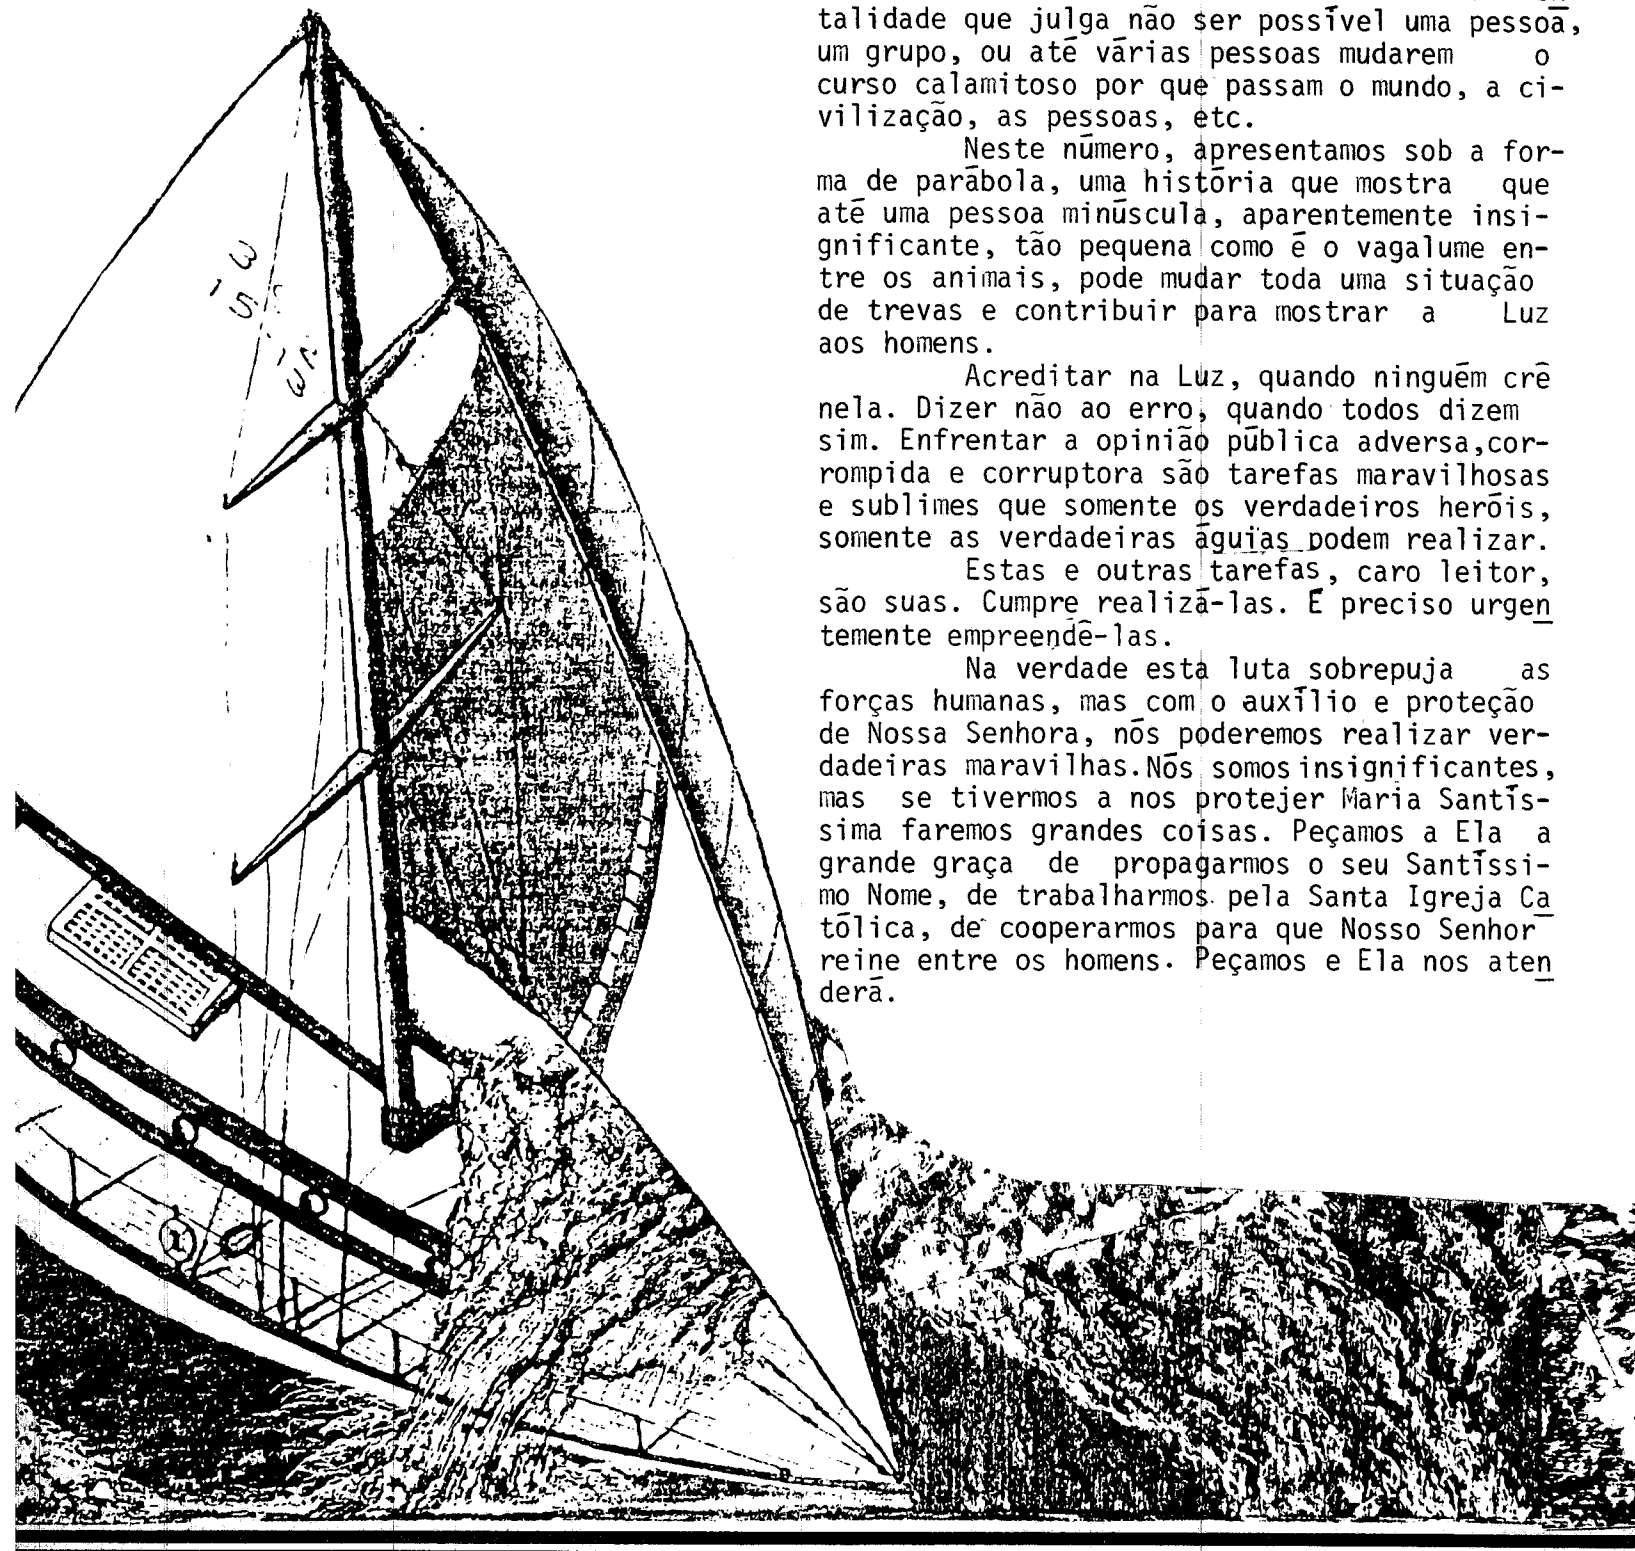 talidade que julga não ser possível uma pessoa,
um grupo, ou até várias pessoas mudarem o
curso calamitoso por que passam o mundo, a ci-
vilização, as pessoas, etc.
Neste número, apresentamos sob a for-
ma de parábola, uma história que mostra que
até uma pessoa minúscula, aparentemente insi-
gnificante, tão pequena como é o vagalume en-
tre os animais, pode mudar toda uma situação
de trevas e contribuir para mostrar a Luz
aos homens.
Acreditar na Luz, quando ninguém crê
nela. Dizer não ao erro, quando todos dizem
sim. Enfrentar a opinião pública adversa,cor-
rompida e corruptora são tarefas maravilhosas
e sublimes que somente os verdadeiros heróis,
somente as verdadeiras águias podem realizar.
Estas e outras tarefas, caro leitor,
são suas. Cumpre realizá-las. É preciso urgen
temente empreendê-las.
Na verdade esta luta sobrepuja as
forças humanas, mas com o auxílio e proteção
de Nossa Senhora, nós poderemos realizar ver-
dadeiras maravilhas.Nós somos insignificantes,
mas se tivermos a nos protejer Maria Santís-
sima faremos grandes coisas. Peçamos a Ela a
grande graça de propagarmos o seu Santíssi-
mo Nome, de trabalharmos pela Santa Igreja Ca
tólica, de cooperarmos para que Nosso Senhor
reine entre os homens. Peçamos e Ela nos aten
derá.